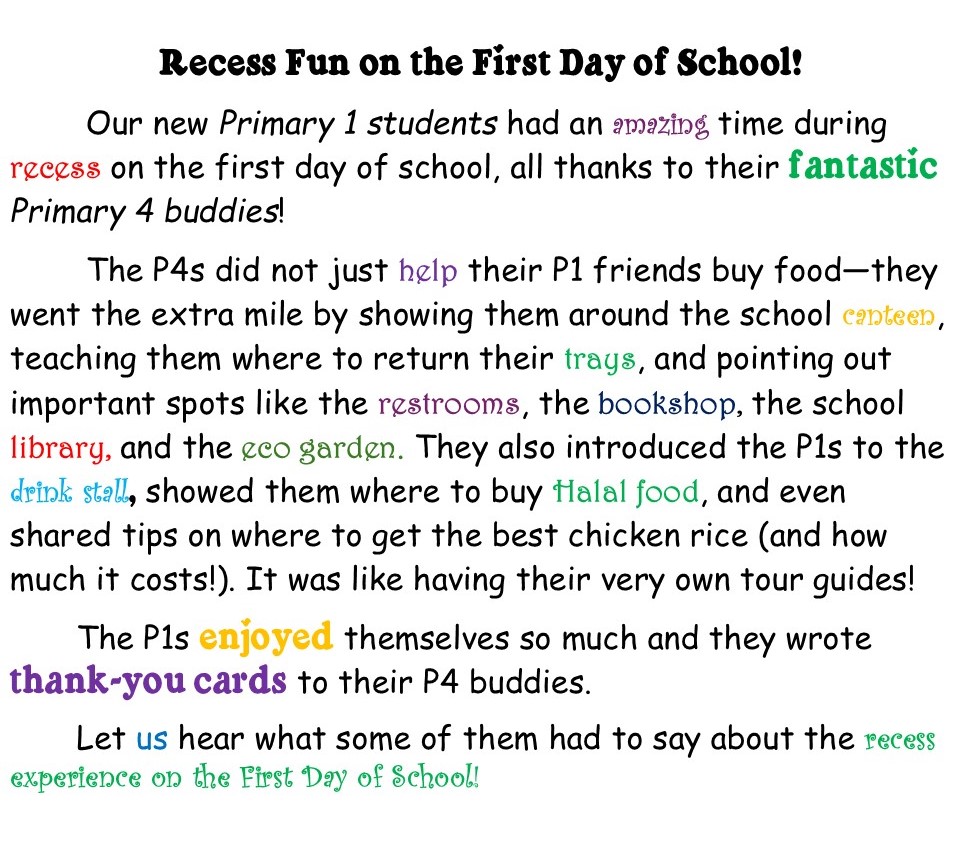 Recess Fun on the First Day of School!
Our new Primary 1 students had an amazing time during
recess on the first day of school, all thanks to their fantastic
Primary 4 buddies!
The P4s did not just help their P1 friends buy food—they
went the extra mile by showing them around the school canteen,
teaching them where to return their trays, and pointing out
important spots like the restrooms, the bookshop, the school
library, and the eco garden. They also introduced the P1s to the
drink stall, showed them where to buy Halal food, and even
shared tips on where to get the best chicken rice (and how
much it costs!). It was like having their very own tour guides!
The P1s enjoyed themselves so much and they wrote
thank-you cards to their P4 buddies.
Let us hear what some of them had to say about the recess
experience on the First Day of School!